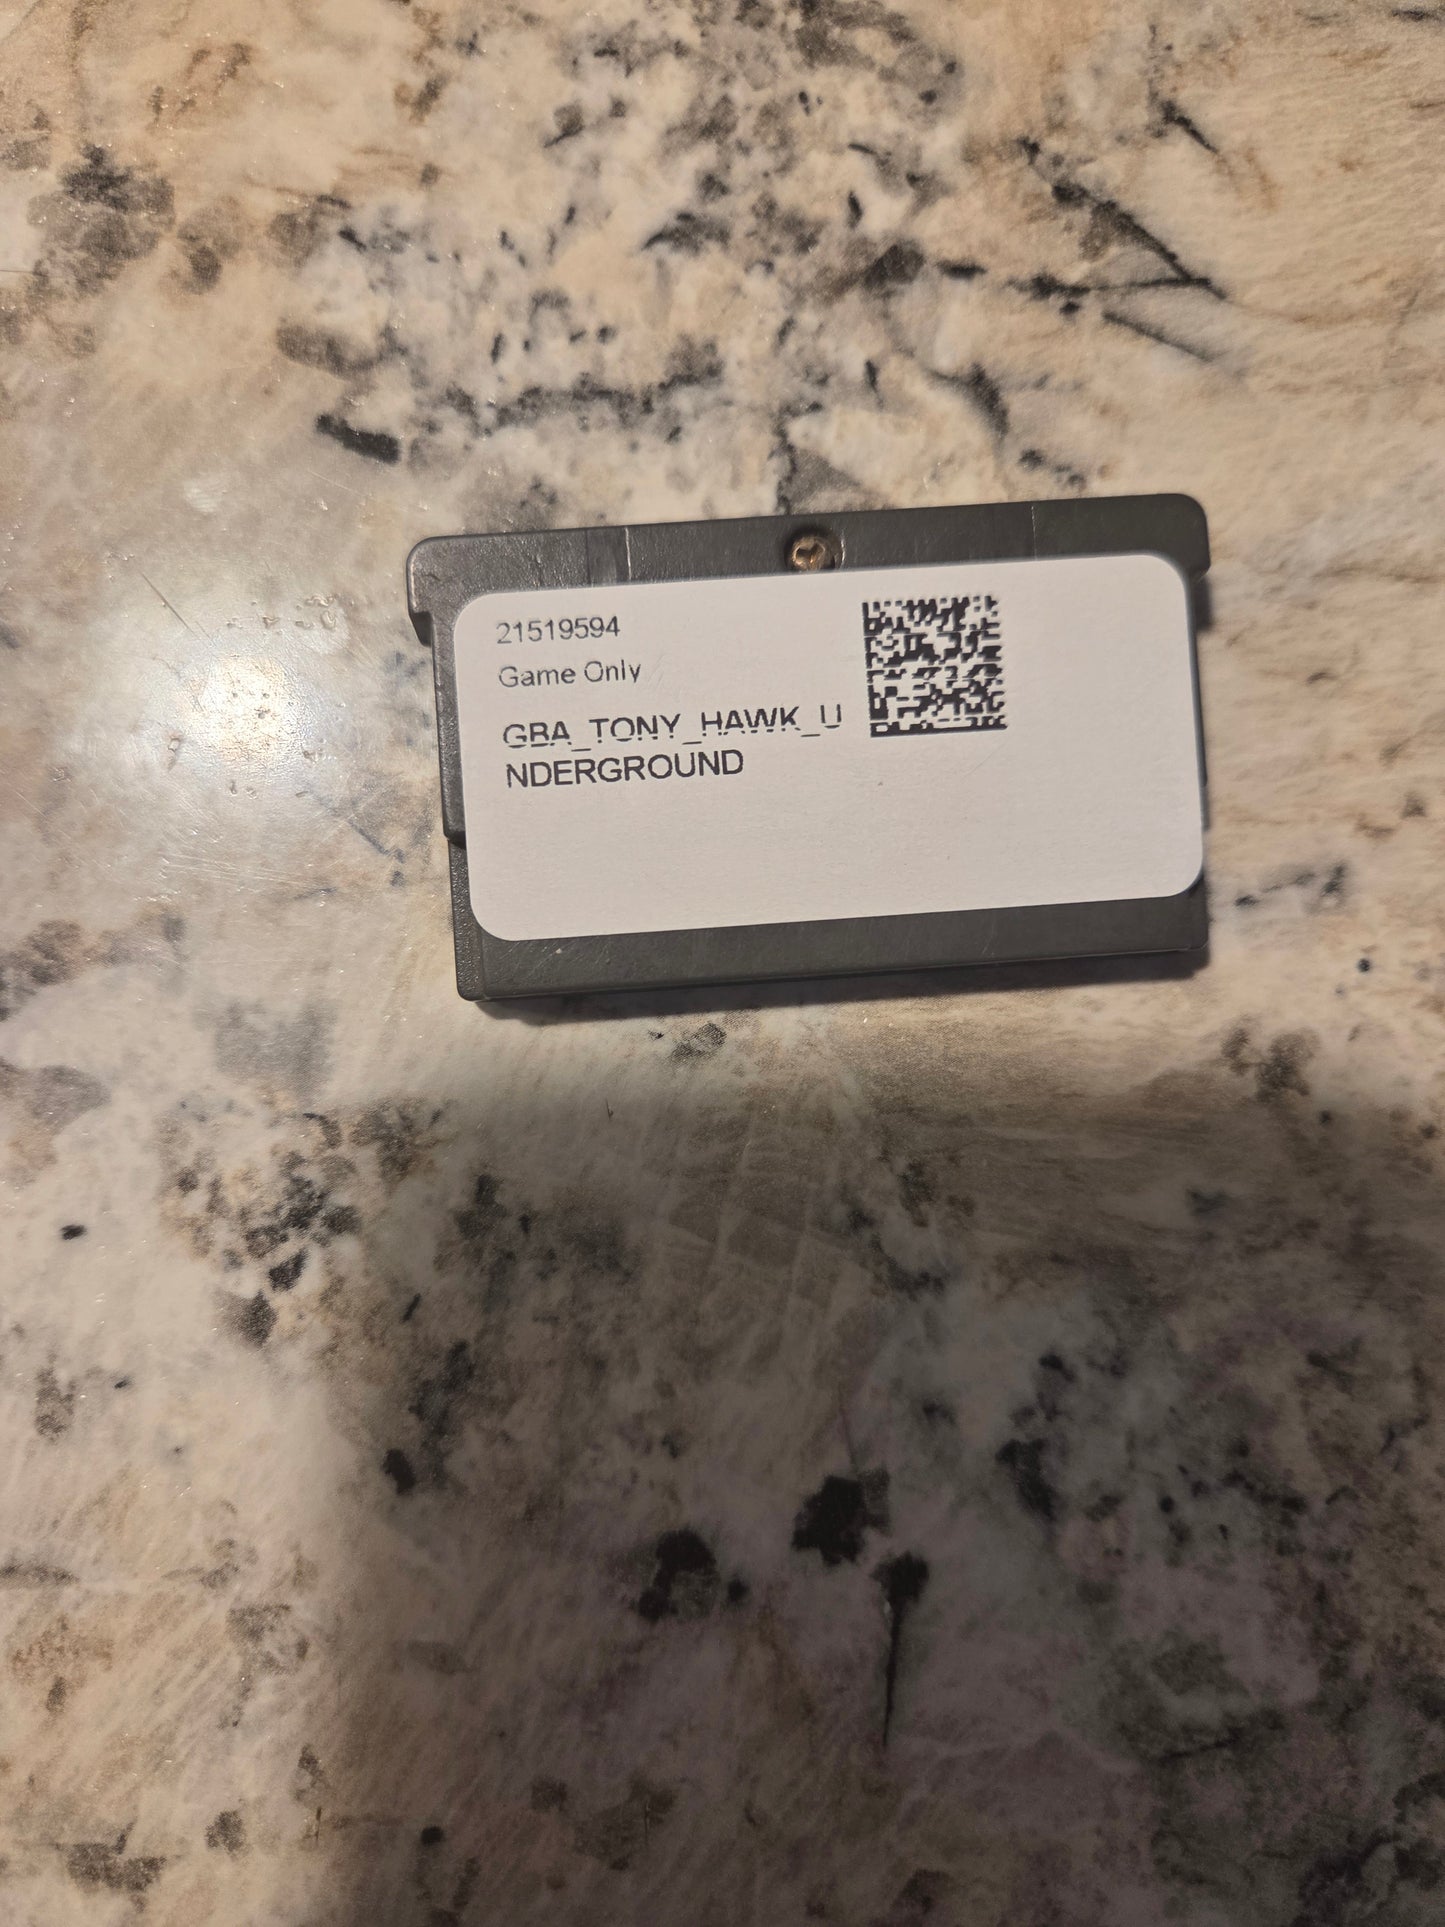 21519594
Game Only
GBA_TONY_HAWK_U
NDERGROUND